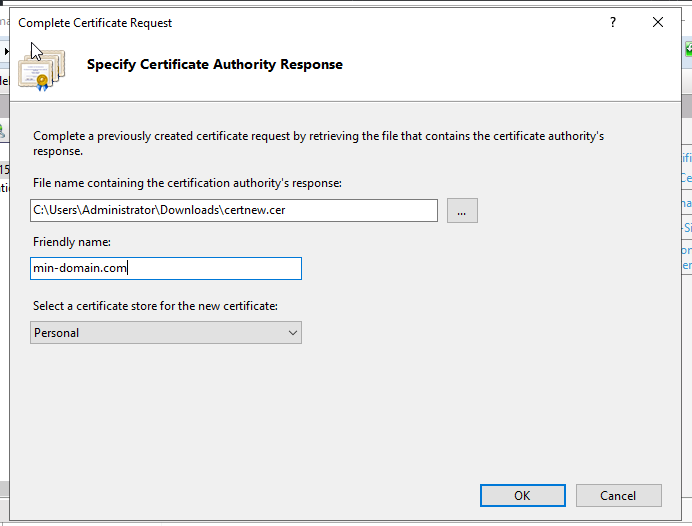 Complete Certificate Request
?
Specify Certificate Authority Response
Complete a previously created certificate request by retrieving the file that contains the certificate authority's
response.
File name containing the certification authority's response:
C:\Users\Administrator\Downloads\certnew.cer
...
Friendly name:
min-domain.com
Select a certificate store for the new certificate:
Personal
OK
Cancel